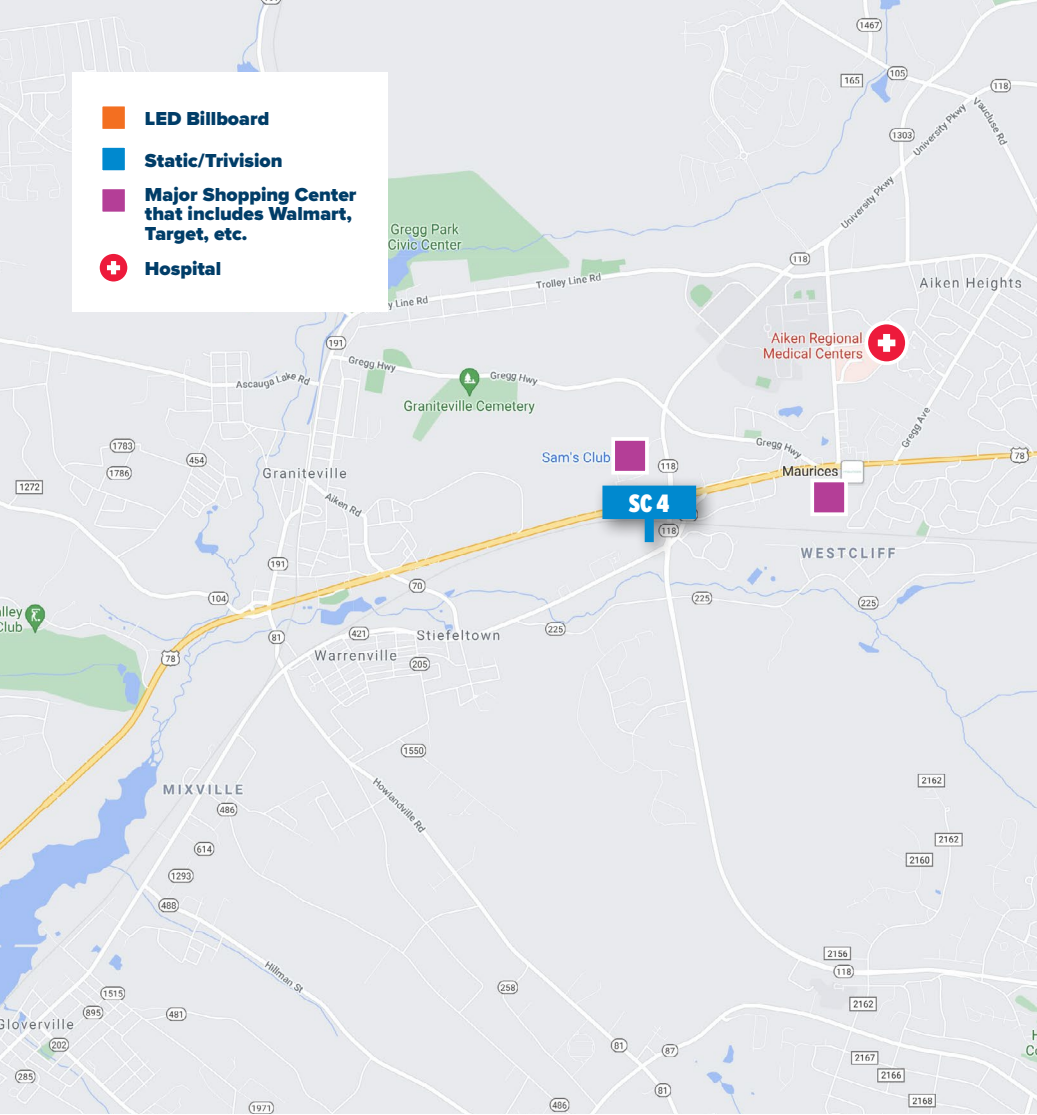 LED Billboard
Static/Trivision
Major Shopping Center
that includes Walmart,
Target, etc.
Hospital
1467
165
105
118
Vaucluse Rd
University Pkwy
1303
University Pkwy
Gregg Park
Civic Center
118
Trolley Line Rd
y Line Rd
Aiken Heights
191
Aiken Regional
Medical Centers
Gregg Hwy
Gregg Hwy
Ascauga Lake Rd
Graniteville Cemetery
Gregg Ave
1783
454
1786
1272
Graniteville
Sam's Club
118
Gregg Hwy
78
Maurices
Aiken Rd
SC 4
118
WESTCLIFF
191
70
104
225
225
lley
Club
81
421
Stiefeltown
225
78
Warrenville
205
1550
MIXVILLE
486
Howlandville Rd
2162
614
2162
2160
1293
488
2156
118
Hillman St
258
1515
895
481
2162
Gloverville
202
81
87
H
Co
285
2167
2166
81
1971
486
2168